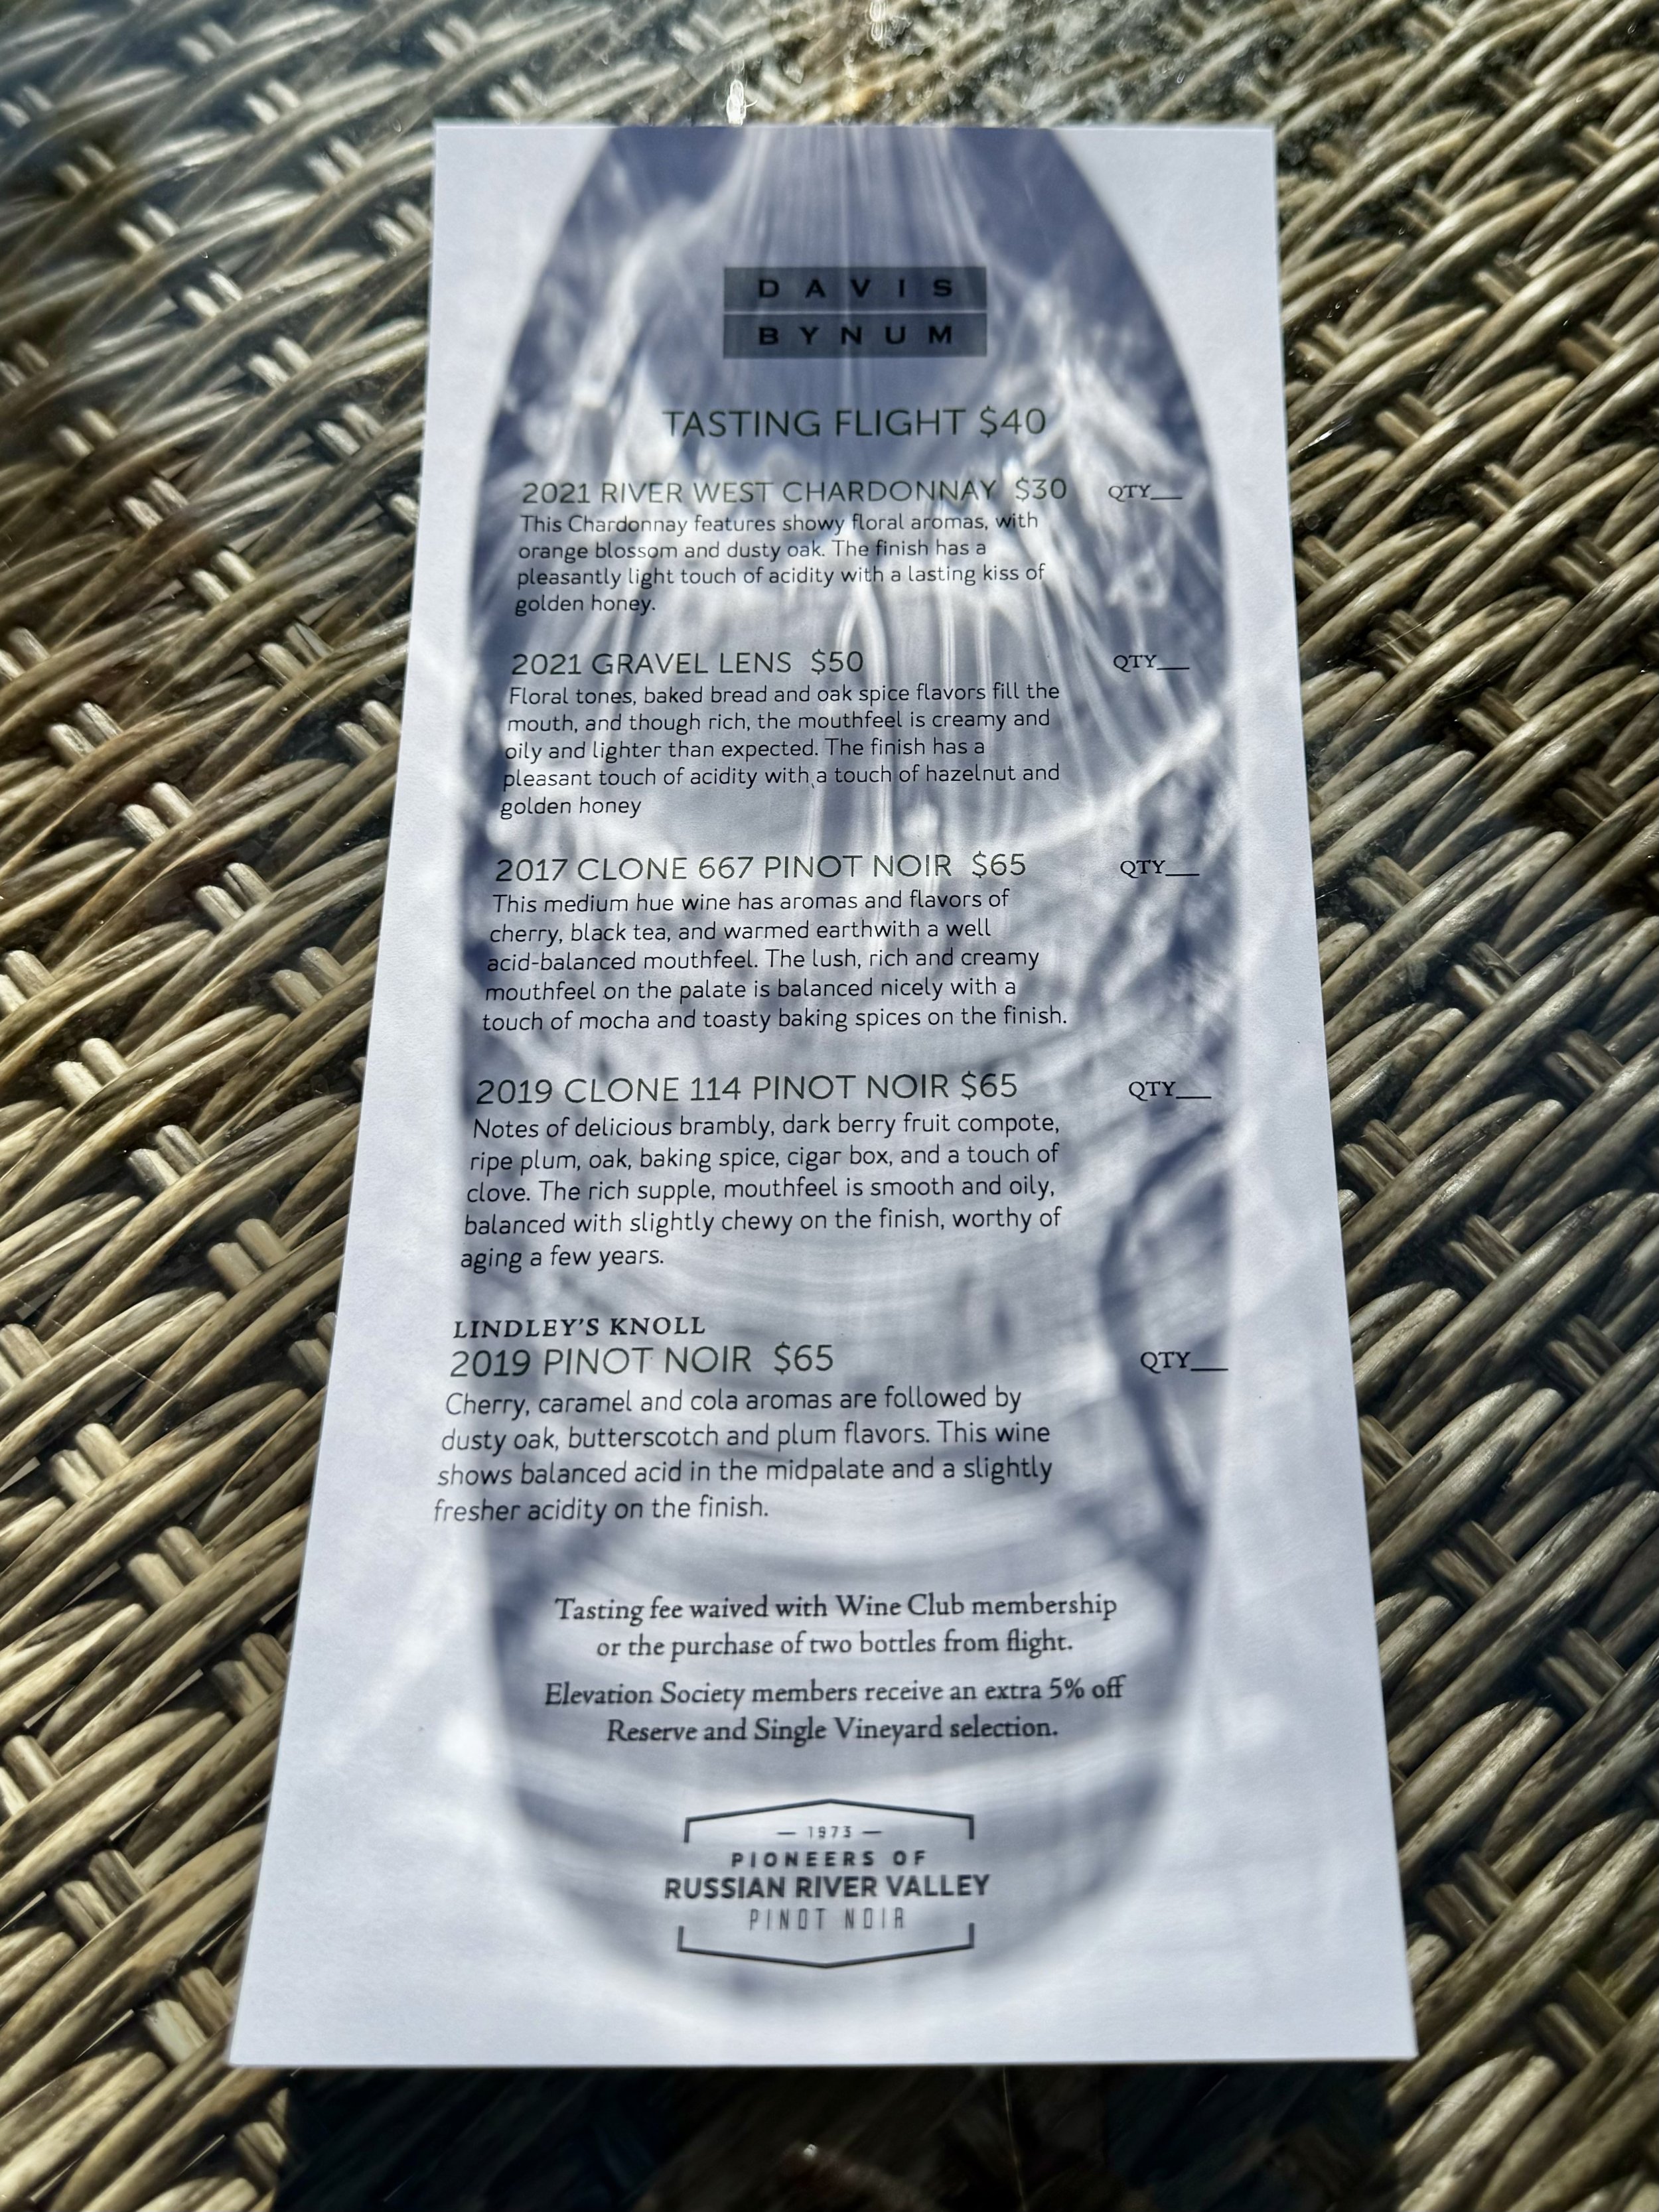 DAVIS
BYNUM
TASTING FLIGHT $40
2021 RIVER WEST CHARDONNAY $30 QTY__
This Chardonnay features showy floral aromas, with
orange blossom and dusty oak. The finish has a
pleasantly light touch of acidity with a lasting kiss of
golden honey.
2021 GRAVEL LENS $50 QTY__
Floral tones, baked bread and oak spice flavors fill the
mouth, and though rich, the mouthfeel is creamy and
oily and lighter than expected. The finish has a
pleasant touch of acidity with a touch of hazelnut and
golden honey
2017 CLONE 667 PINOT NOIR $65 QTY__
This medium hue wine has aromas and flavors of
cherry, black tea, and warmed earthwith a well
acid-balanced mouthfeel. The lush, rich and creamy
mouthfeel on the palate is balanced nicely with a
touch of mocha and toasty baking spices on the finish.
2019 CLONE 114 PINOT NOIR $65 QTY__
Notes of delicious brambly, dark berry fruit compote,
ripe plum, oak, baking spice, cigar box, and a touch of
clove. The rich supple, mouthfeel is smooth and oily,
balanced with slightly chewy on the finish, worthy of
aging a few years.
LINDLEY'S KNOLL
2019 PINOT NOIR $65 QTY__
Cherry, caramel and cola aromas are followed by
dusty oak, butterscotch and plum flavors. This wine
shows balanced acid in the midpalate and a slightly
fresher acidity on the finish.
Tasting fee waived with Wine Club membership
or the purchase of two bottles from flight.
Elevation Society members receive an extra 5% off
Reserve and Single Vineyard selection.
— 1973 —
PIONEERS OF
RUSSIAN RIVER VALLEY
PINOT NOIR